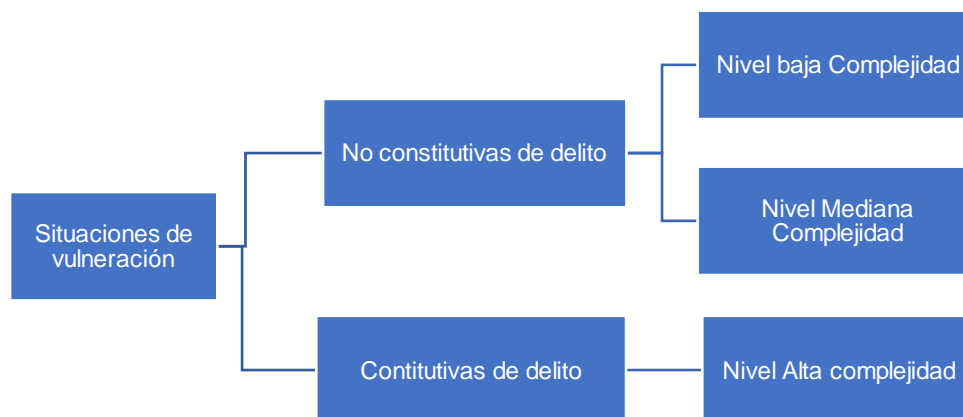 Situaciones de
vulneración
No constitutivas de delito
Nivel baja Complejidad
Nivel Mediana
Complejidad
Contitutivas de delito
Nivel Alta complejidad